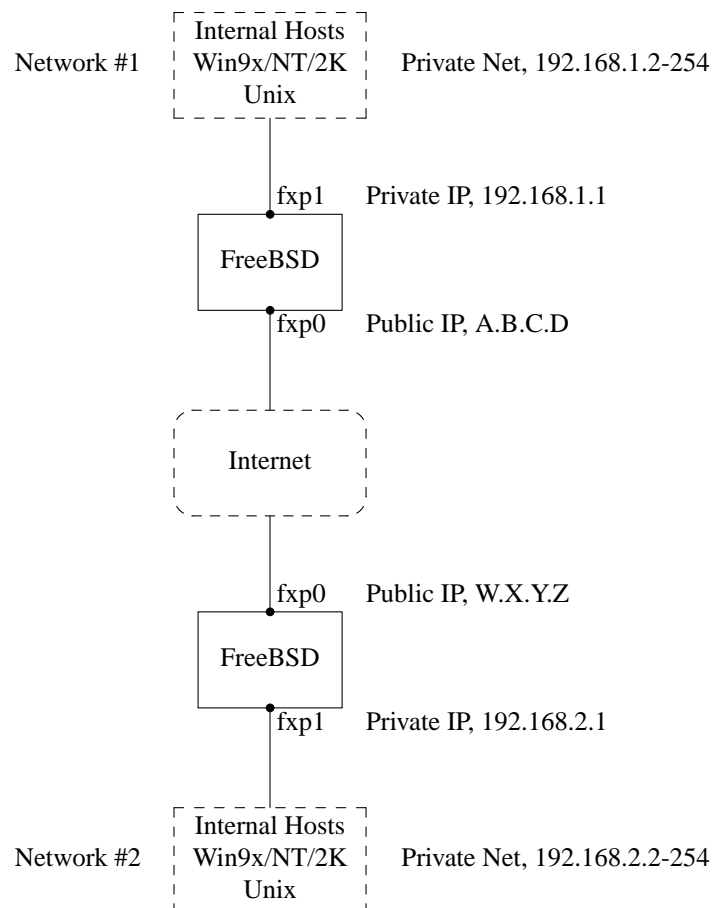 Internal Hosts
Network #1 Win9x/NT/2K Private Net, 192.168.1.2-254
Unix
fxp1 Private IP, 192.168.1.1
FreeBSD
fxp0 Public IP, A.B.C.D
Internet
fxp0 Public IP, W.X.Y.Z
FreeBSD
fxp1 Private IP, 192.168.2.1
Internal Hosts
Network #2 Win9x/NT/2K Private Net, 192.168.2.2-254
Unix